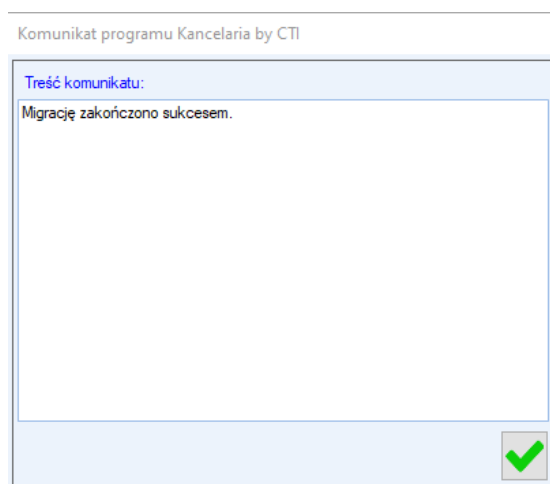 Komunikat programu Kancelaria by CTI
Treść komunikatu:
Migrację zakończono sukcesem.